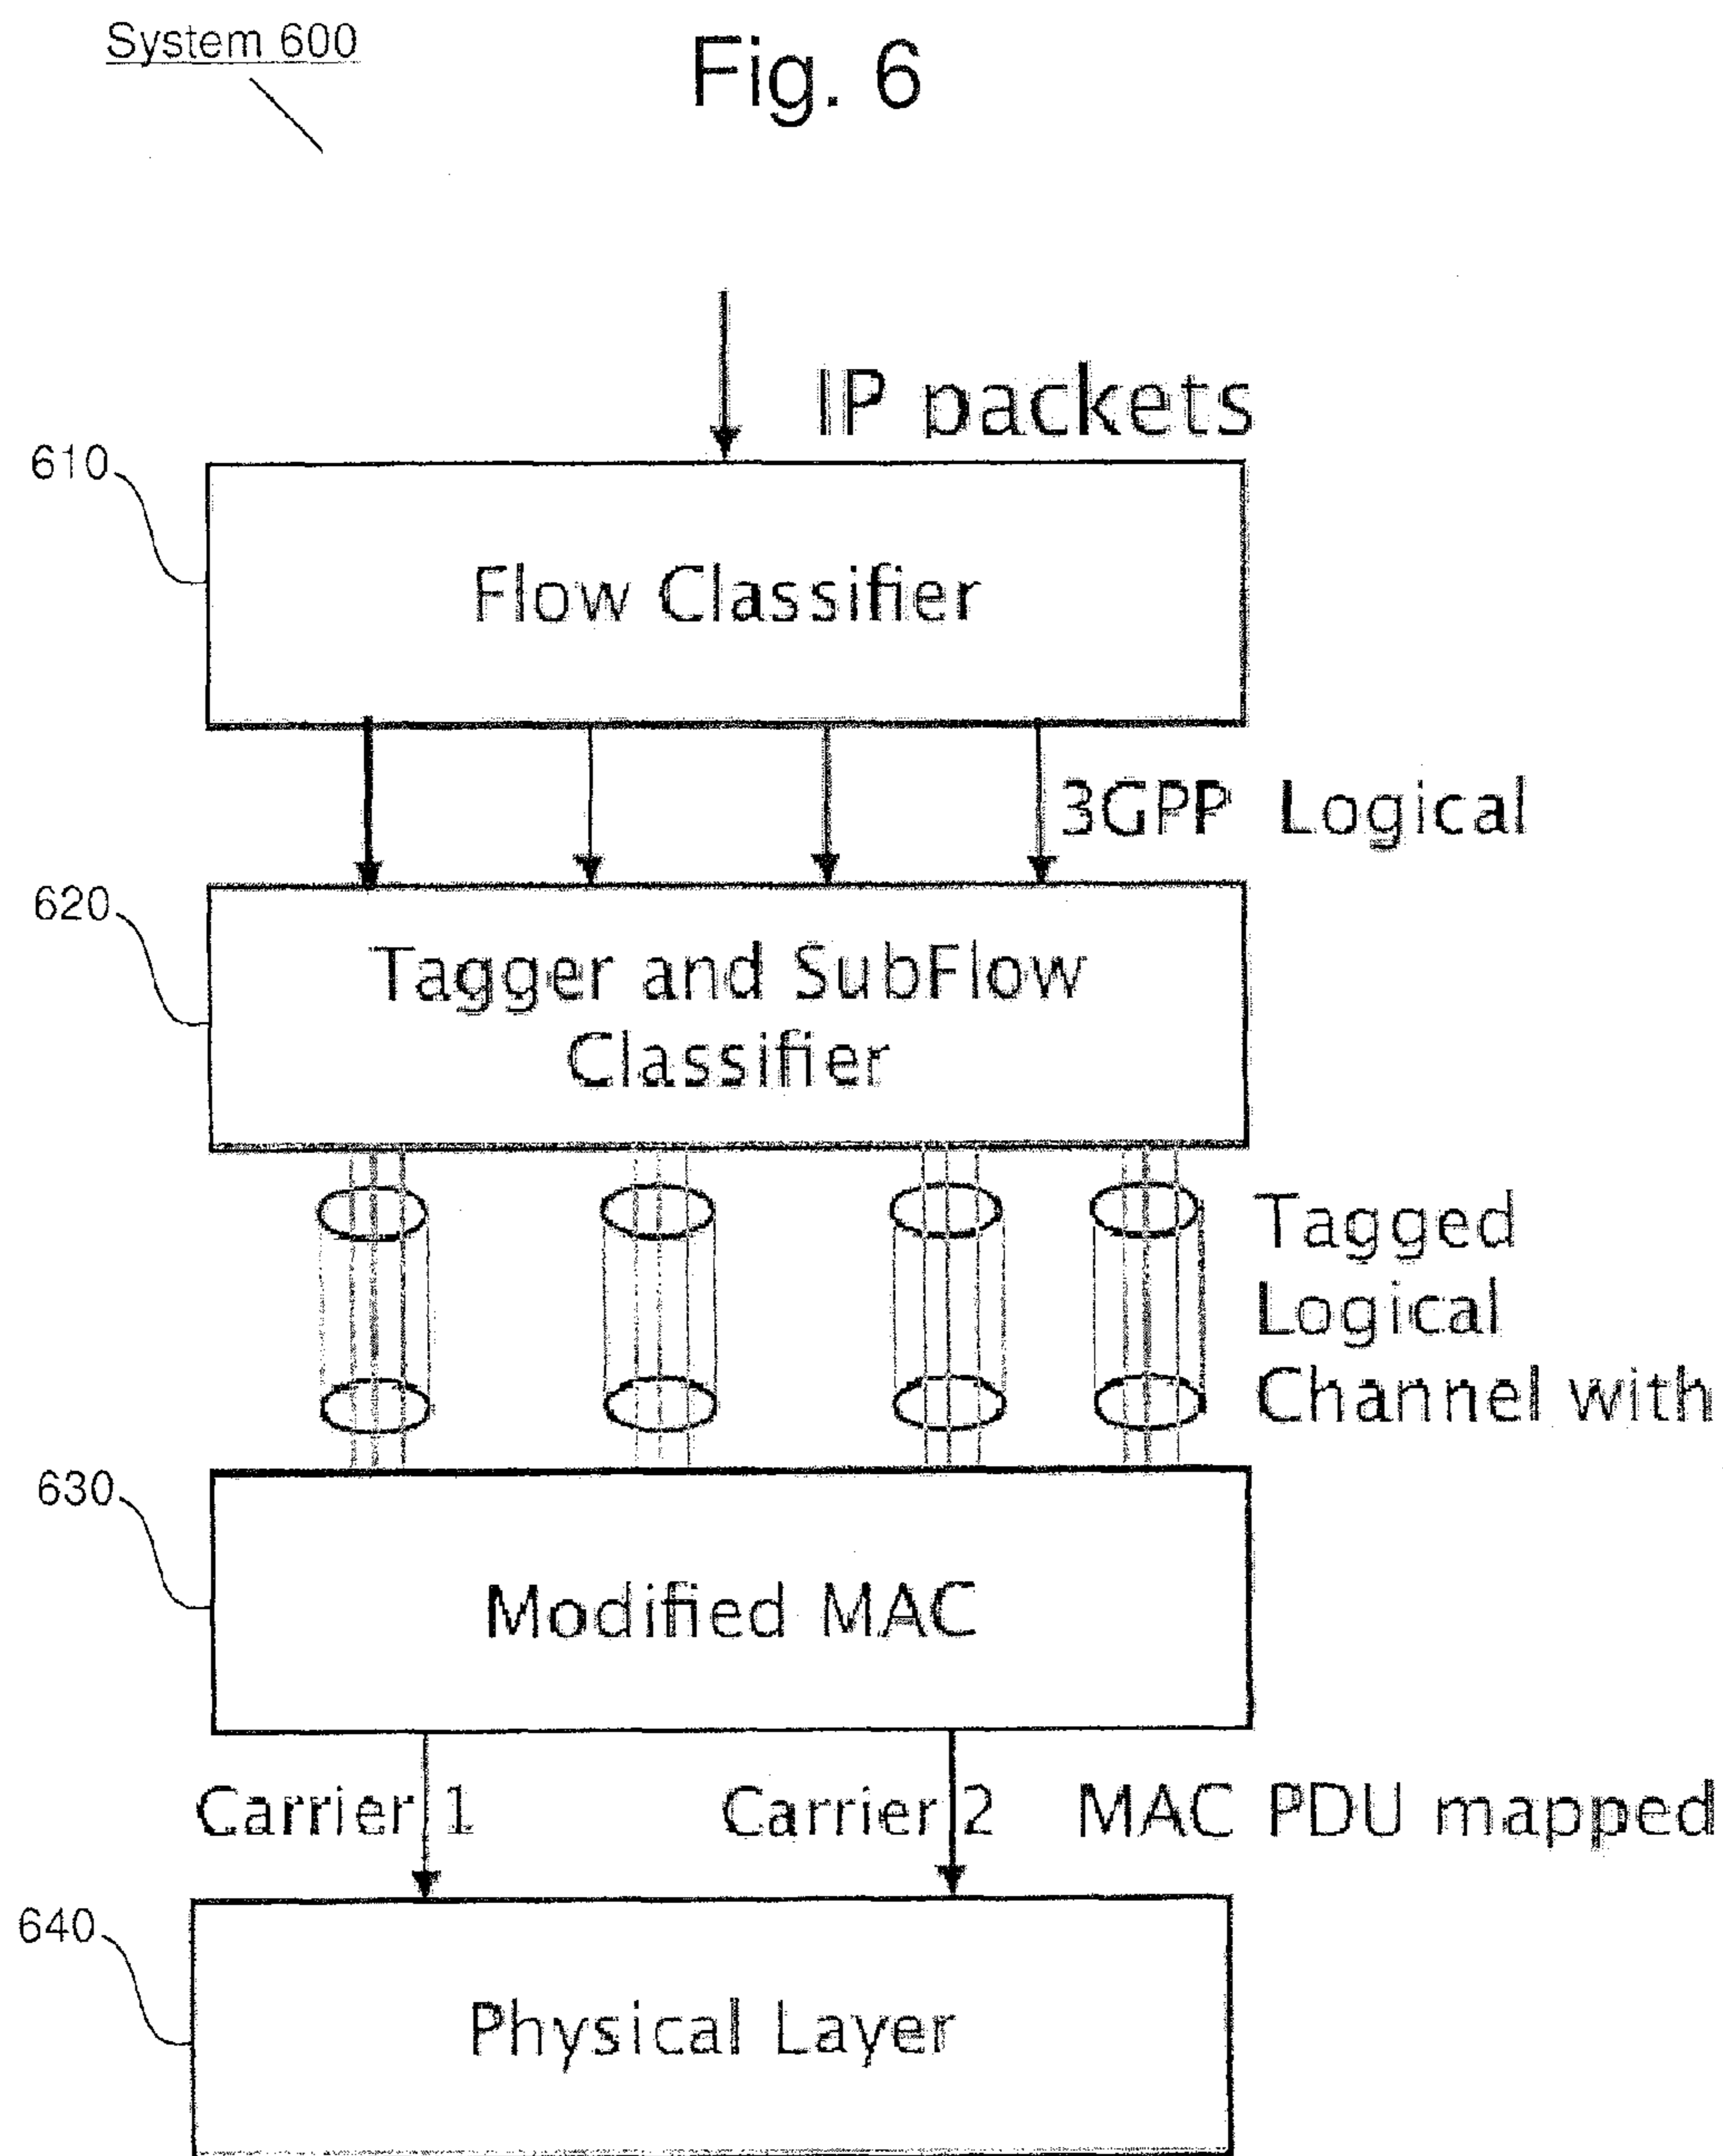 System 600
Fig. 6
IP packets
610
Flow Classifier
3GPP Logical
620
Tagger and SubFlow
Classifier
Tagged
Logical
Channel with
630
Modified MAC
Carrier 1
Carrier 2
MAC PDU mapped
640
Physical Layer